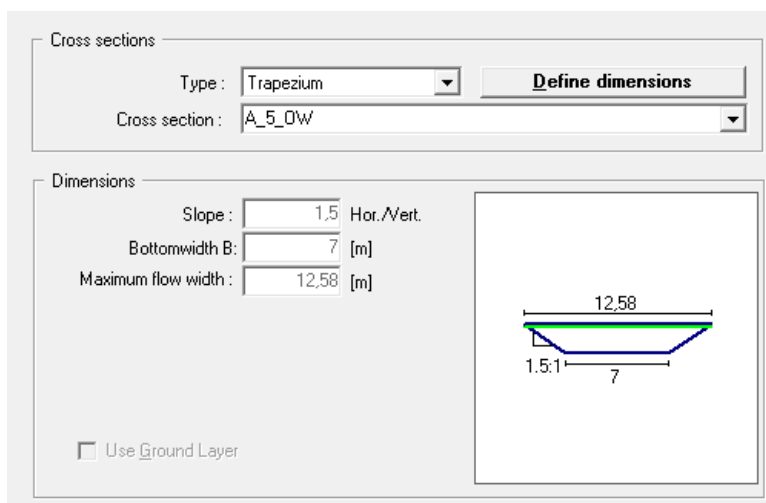 Cross sections
Type : Trapezium Define dimensions
Cross section : A_5_0W
Dimensions
Slope : 1,5 Hor./Vert.
Bottomwidth B: 7 [m]
Maximum flow width : 12,58 [m]
12,58
1.5:1
7
Use Ground Layer